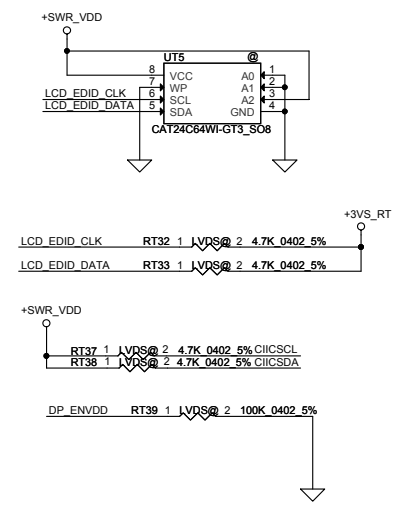 +SWR_VDD
UT5 @
8 VCC A0 1
7 WP A1 2
LCD_EDID_CLK 6 SCL A2 3
LCD_EDID_DATA 5 SDA GND 4
CAT24C64WI-GT3_SO8
+3VS_RT
LCD_EDID_CLK RT32 1 LVDS@ 2 4.7K_0402_5%
LCD_EDID_DATA RT33 1 LVDS@ 2 4.7K_0402_5%
+SWR_VDD
RT37 1 LVDS@ 2 4.7K_0402_5% CIICSCL
RT38 1 LVDS@ 2 4.7K_0402_5% CIICSDA
DP_ENVDD RT39 1 LVDS@ 2 100K_0402_5%